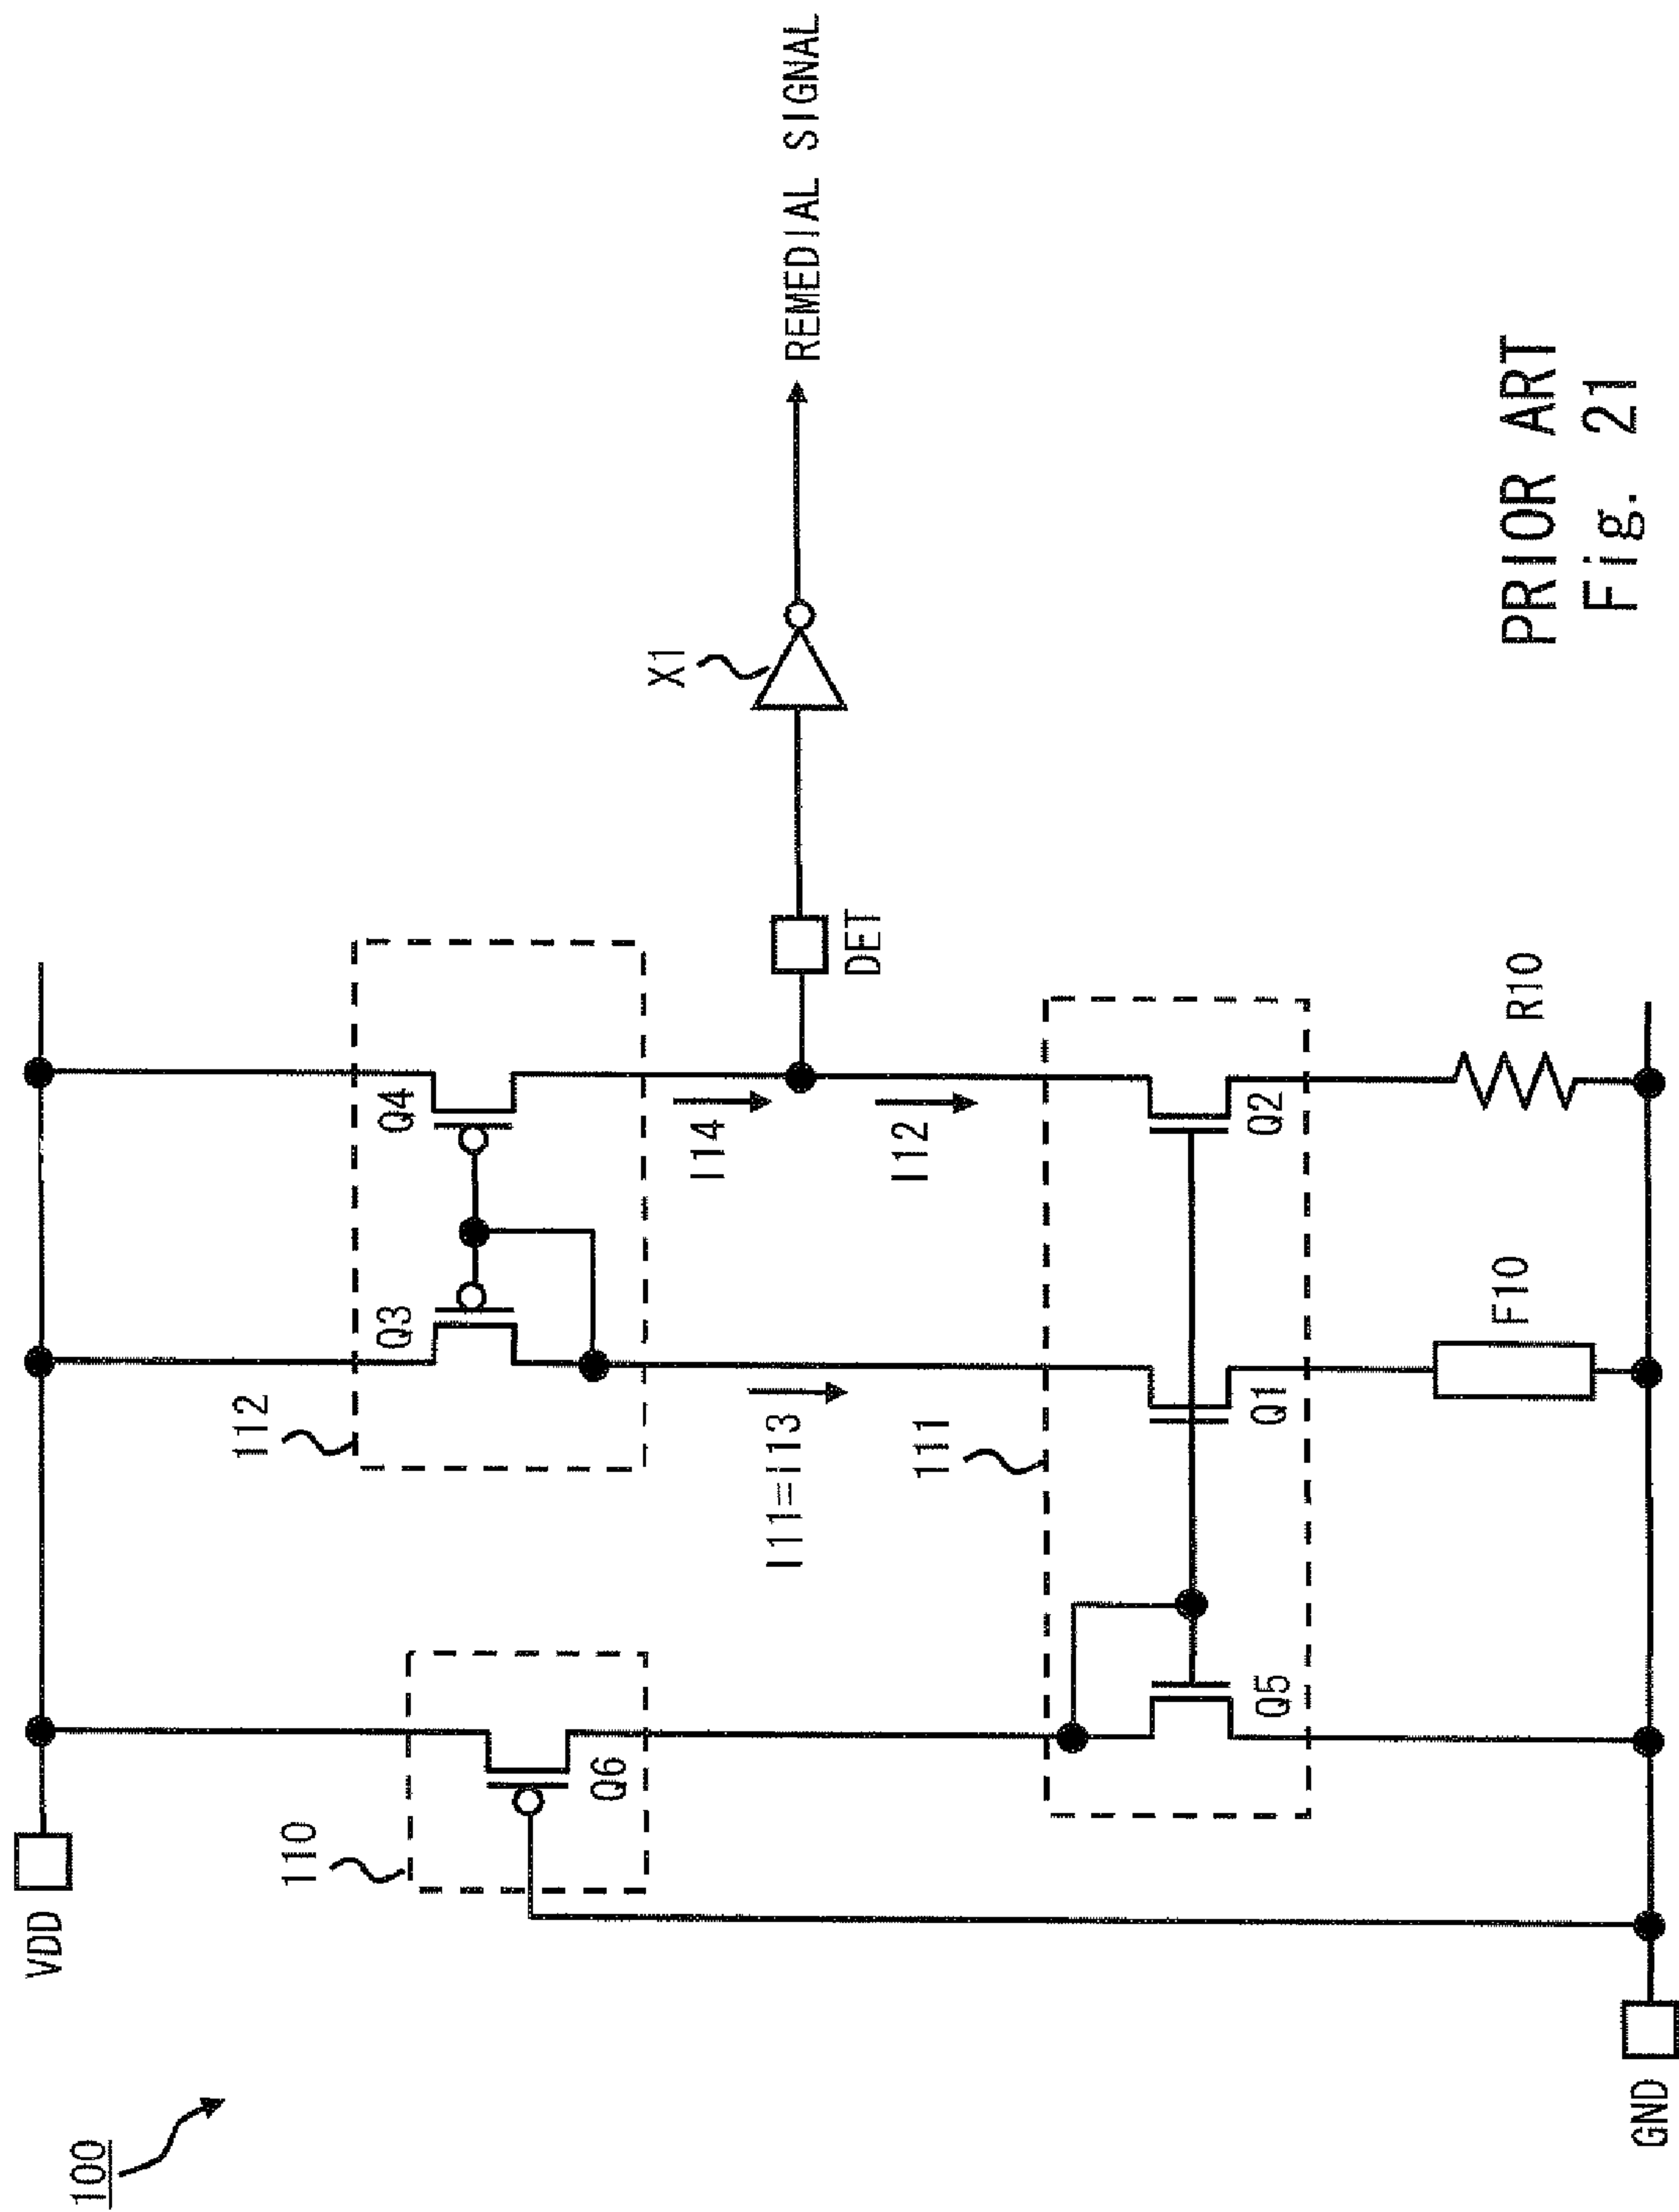 100
VDD
110
Q6
112
Q3
Q4
I11=I13
I14
I12
DET
X1
REMEDIAL SIGNAL
111
Q5
Q1
Q2
F10
R10
GND
PRIOR ART
Fig. 21